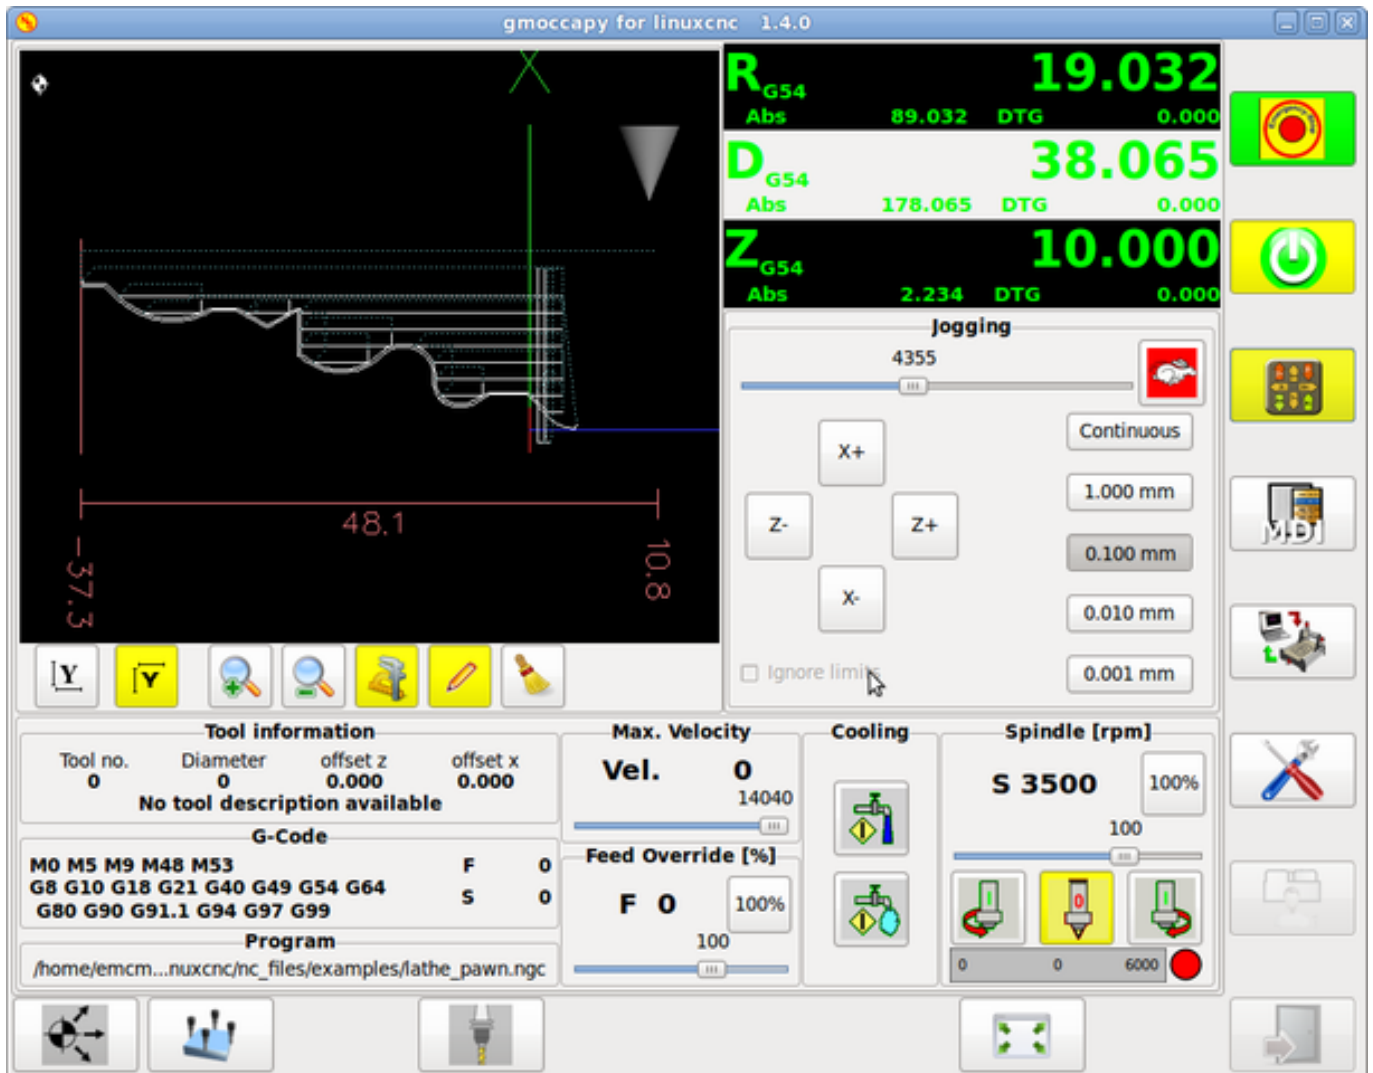 gmoccapy for linuxcnc 1.4.0
X
48.1
-37.3
10.8
R G54 19.032
Abs 89.032 DTG 0.000
D G54 38.065
Abs 178.065 DTG 0.000
Z G54 10.000
Abs 2.234 DTG 0.000
Jogging
4355
Continuous
X+
1.000 mm
Z- Z+
0.100 mm
X-
0.010 mm
Ignore limits
0.001 mm
MDI
Y Y
Tool information
Tool no. Diameter offset z offset x
0 0 0.000 0.000
No tool description available
G-Code
M0 M5 M9 M48 M53 F 0
G8 G10 G18 G21 G40 G49 G54 G64 S 0
G80 G90 G91.1 G94 G97 G99
Program
/home/emcm...nuxcnc/nc_files/examples/lathe_pawn.ngc
Max. Velocity
Vel. 0
14040
Feed Override [%]
F 0 100%
100
Cooling
Spindle [rpm]
S 3500 100%
100
I 0 I
0 0 6000